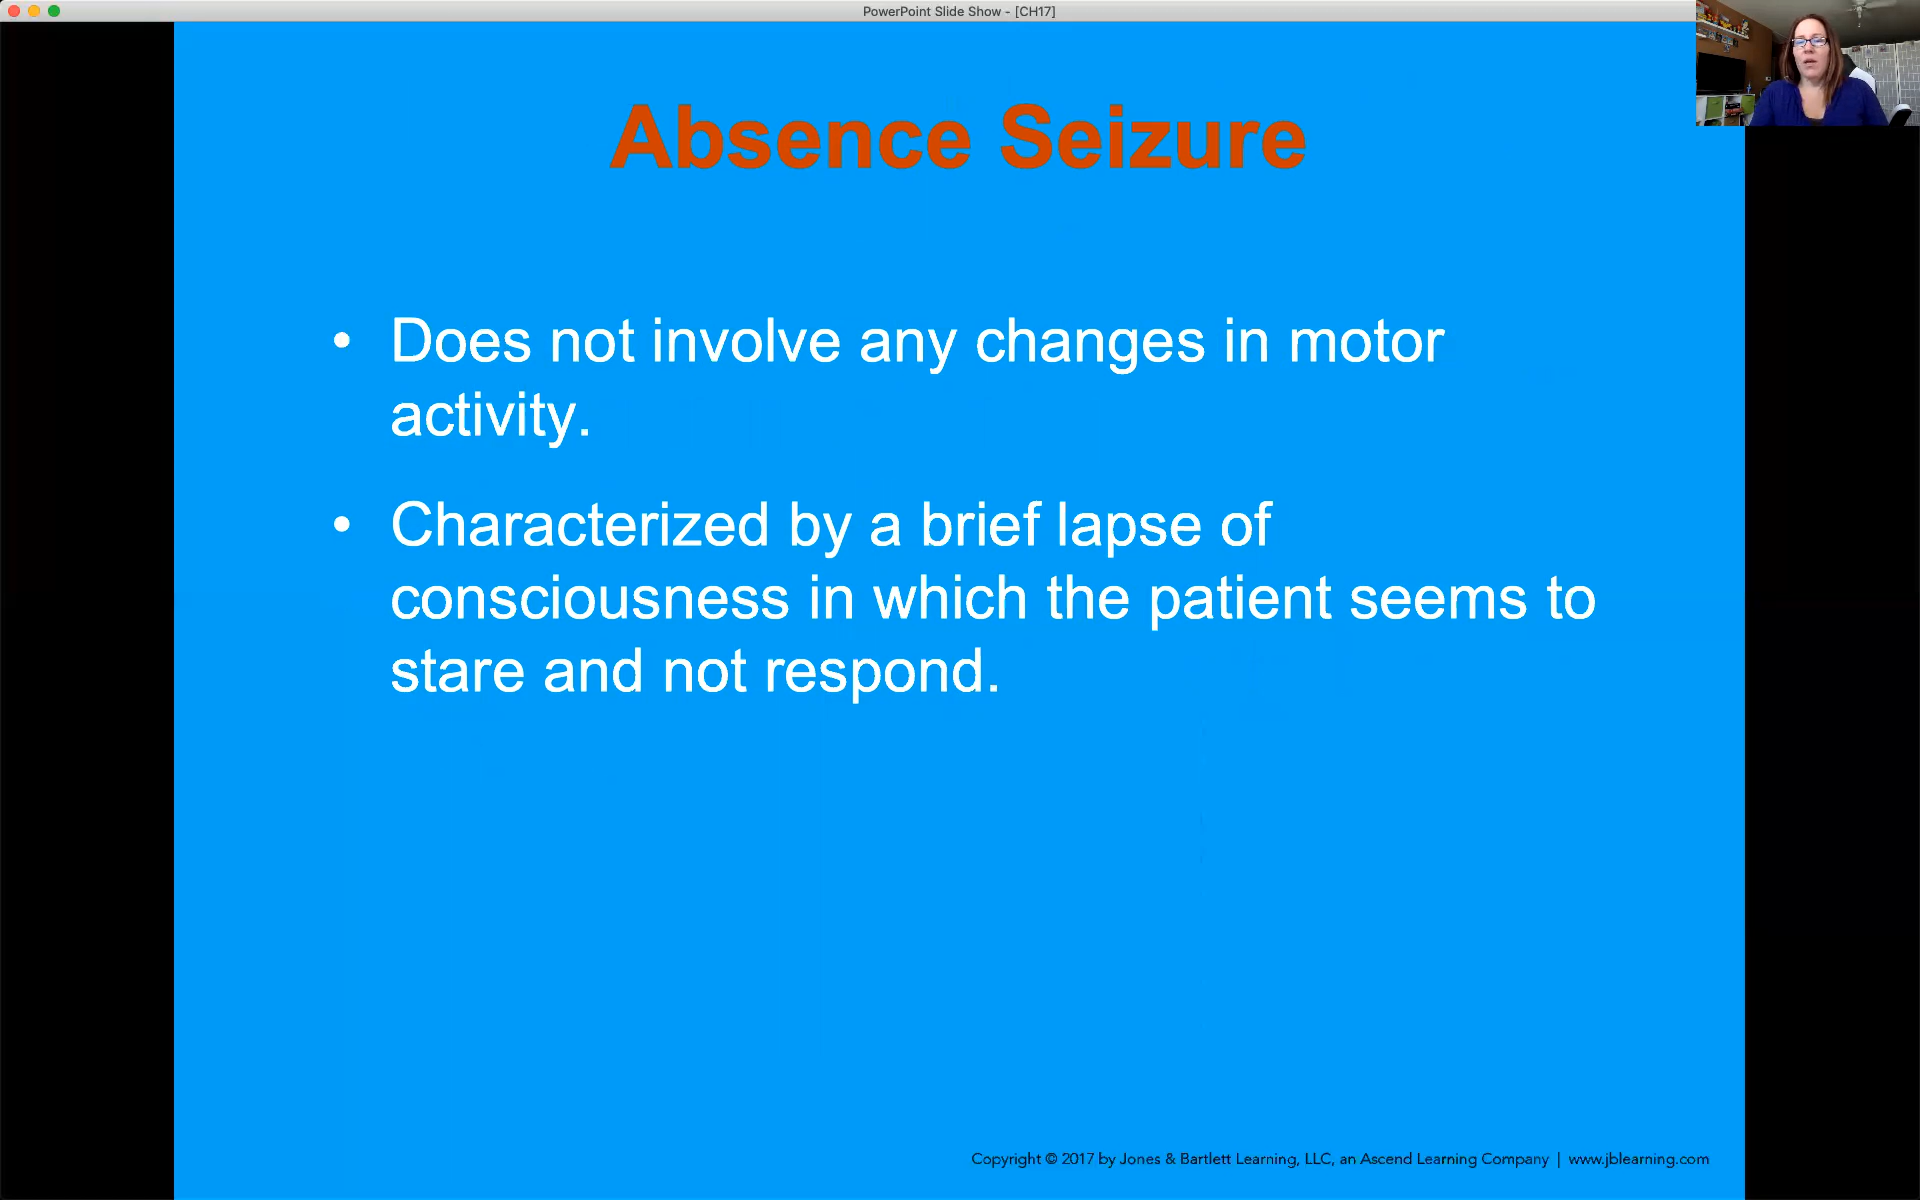 PowerPoint Slide Show - [CH17]
Absence Seizure
• Does not involve any changes in motor
activity.
• Characterized by a brief lapse of
consciousness in which the patient seems to
stare and not respond.
Copyright © 2017 by Jones & Bartlett Learning, LLC, an Ascend Learning Company | www.jblearning.com